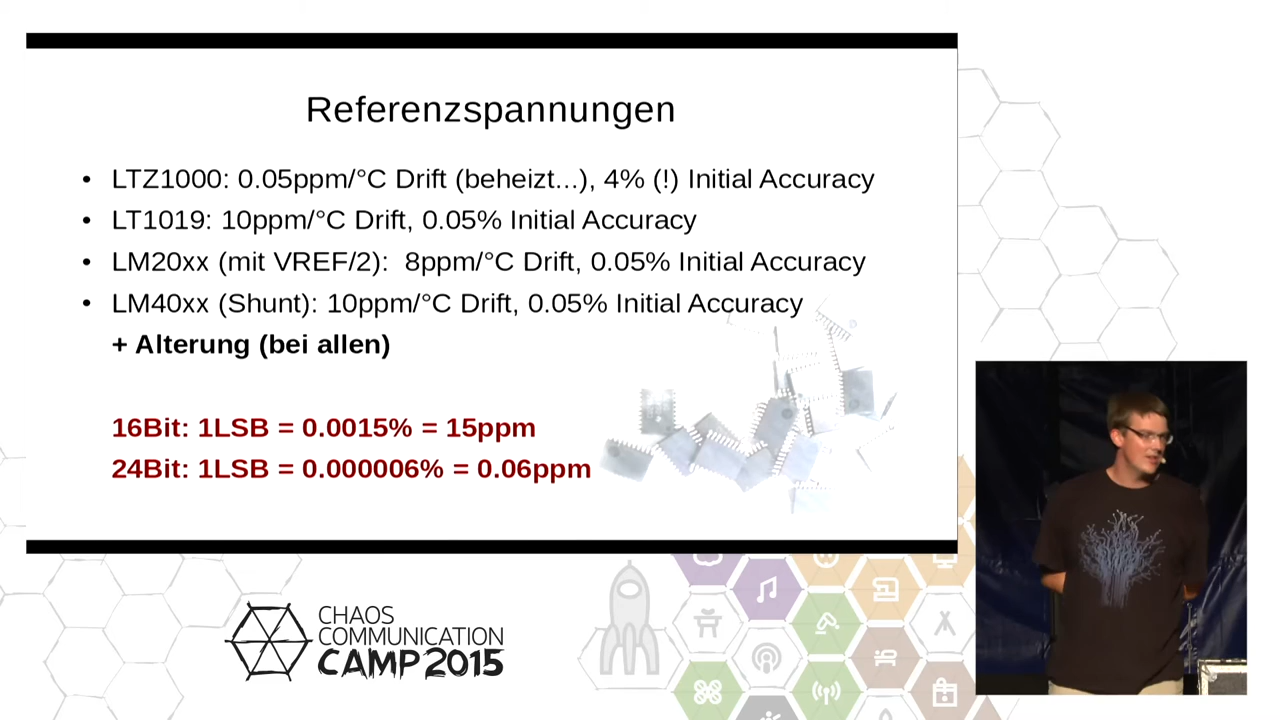 Referenzspannungen
• LTZ1000: 0.05ppm/°C Drift (beheizt...), 4% (!) Initial Accuracy
• LT1019: 10ppm/°C Drift, 0.05% Initial Accuracy
• LM20xx (mit VREF/2): 8ppm/°C Drift, 0.05% Initial Accuracy
• LM40xx (Shunt): 10ppm/°C Drift, 0.05% Initial Accuracy
+ Alterung (bei allen)
16Bit: 1LSB = 0.0015% = 15ppm
24Bit: 1LSB = 0.000006% = 0.06ppm
CHAOS
COMMUNICATION
CAMP 2015